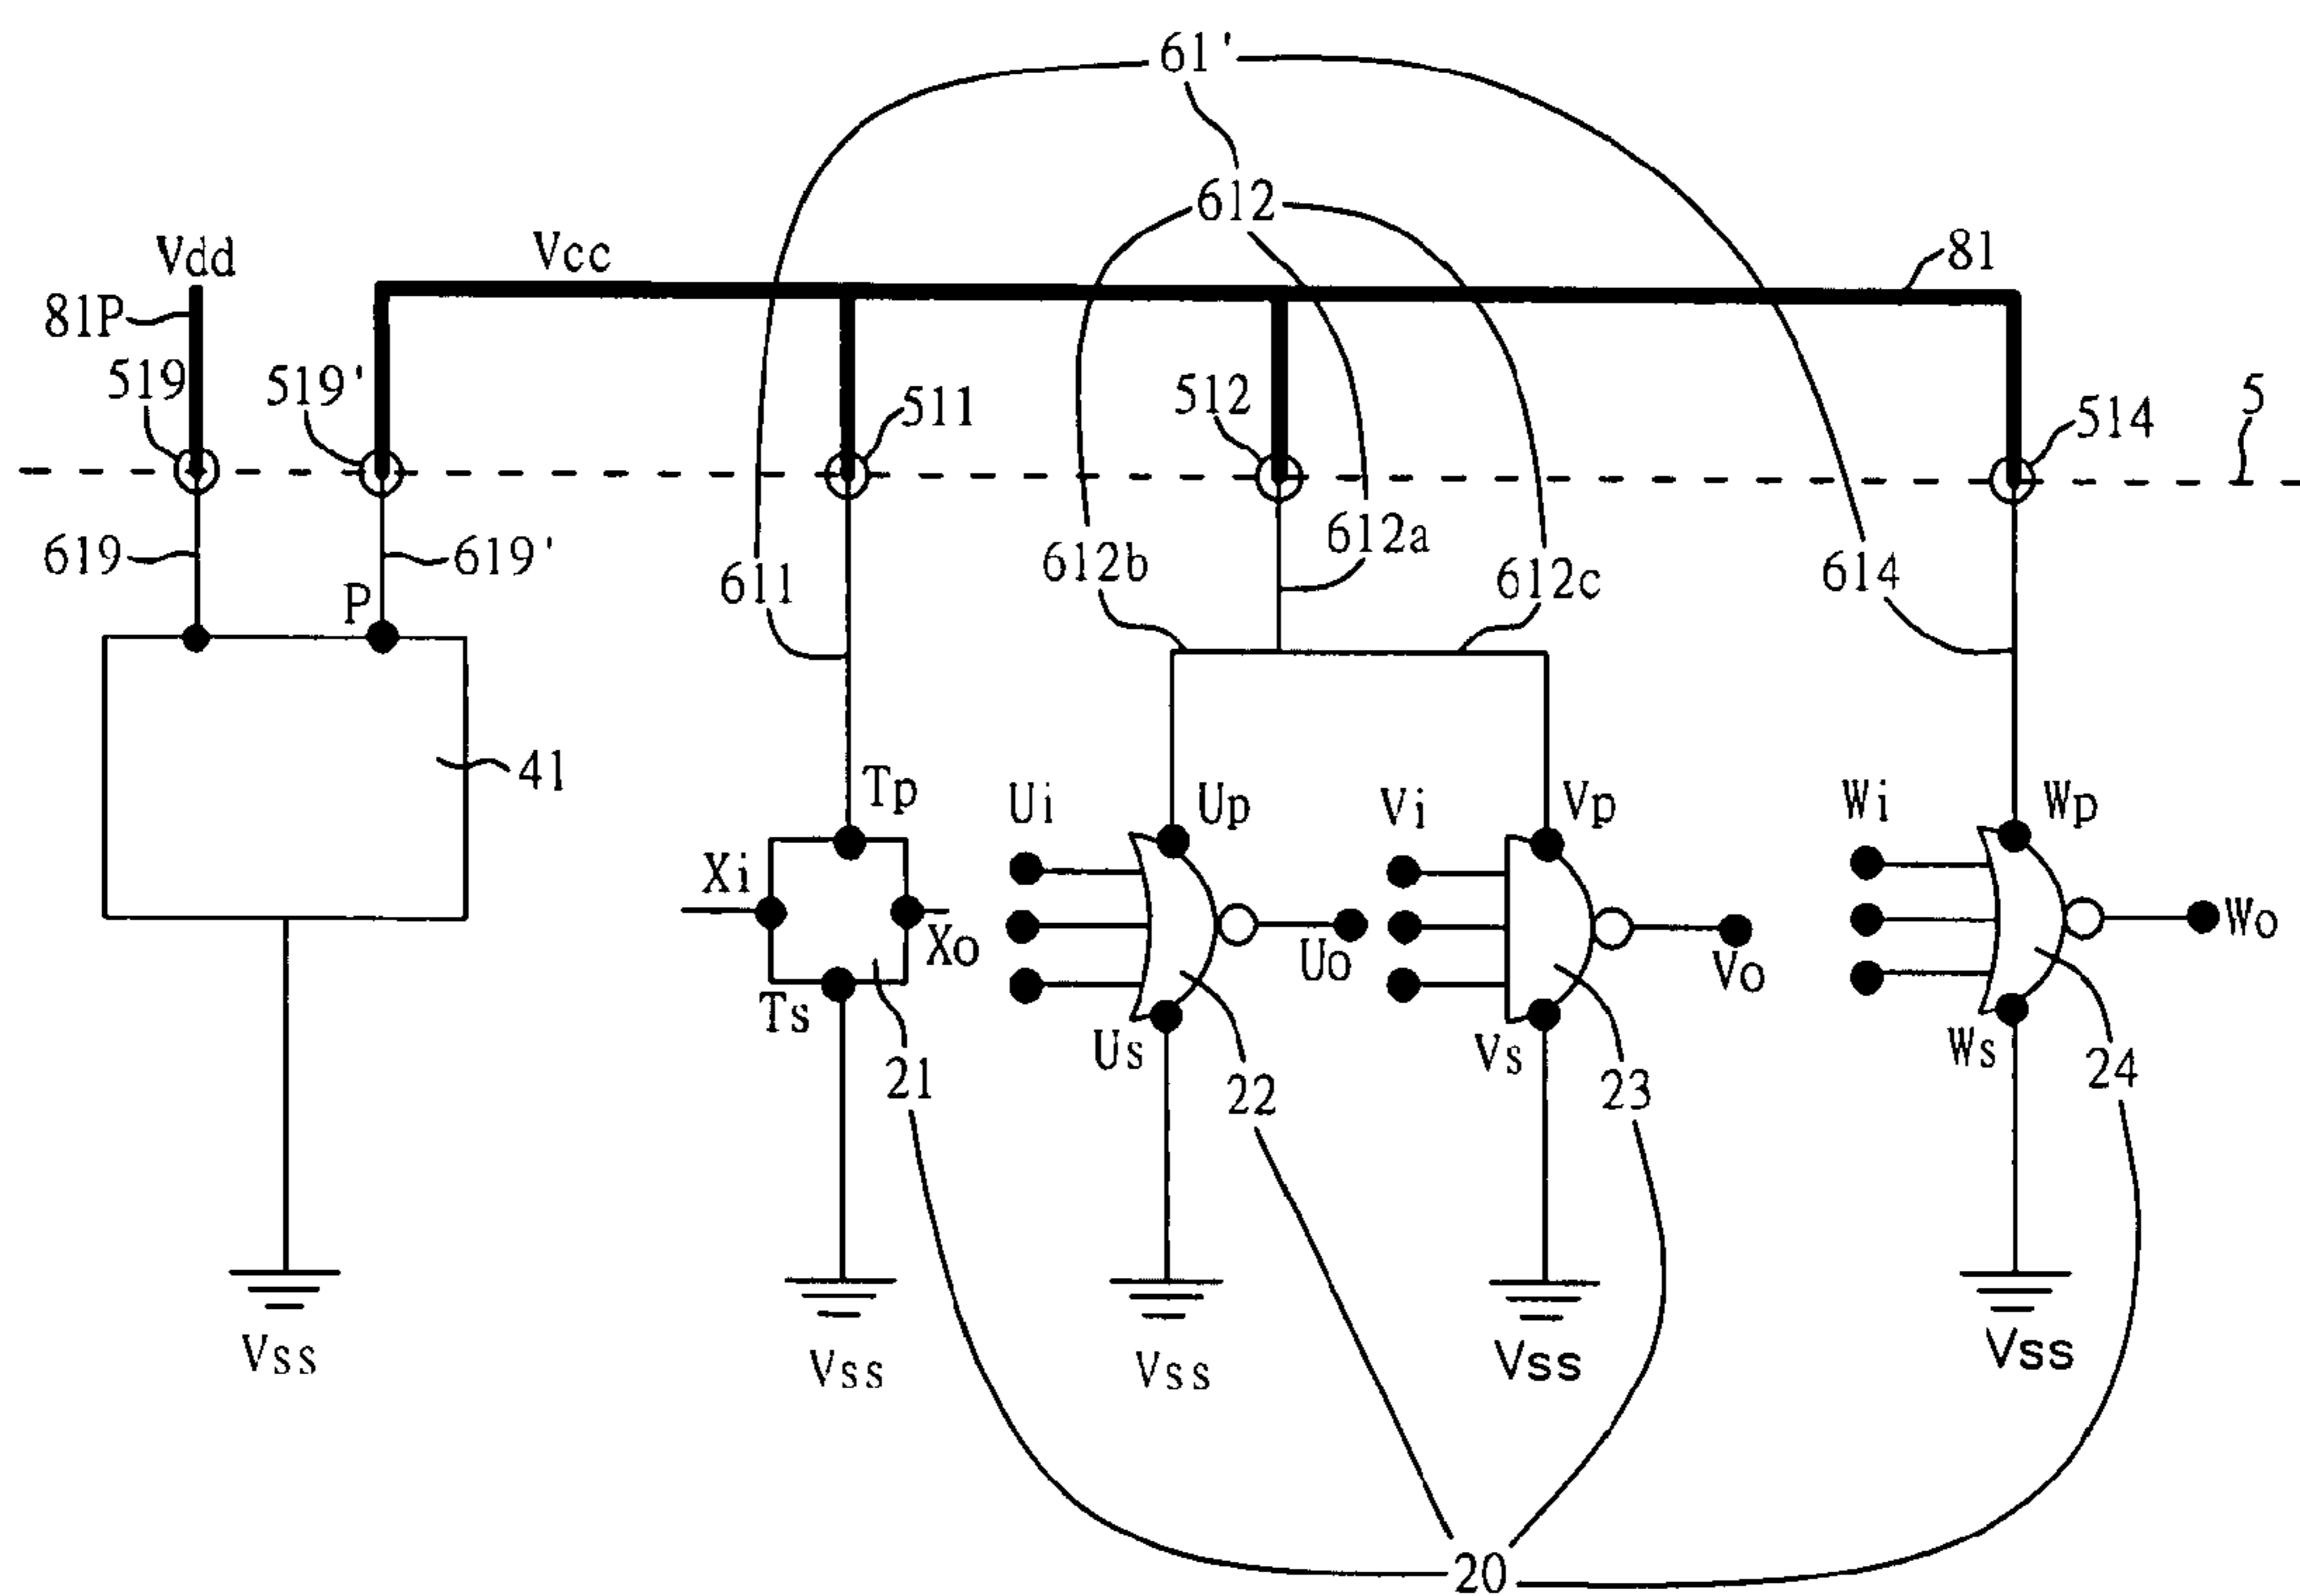 61'
612
Vdd
Vcc
81
81P
519
519'
511
512
514
5
619
619'
P
611
612b
612a
612c
614
41
Tp
Ui
Up
Vi
Vp
Wi
Wp
Xi
Xo
Uo
Vo
Wo
Ts
Us
Vs
Ws
21
22
23
24
Vss
Vss
Vss
Vss
Vss
20